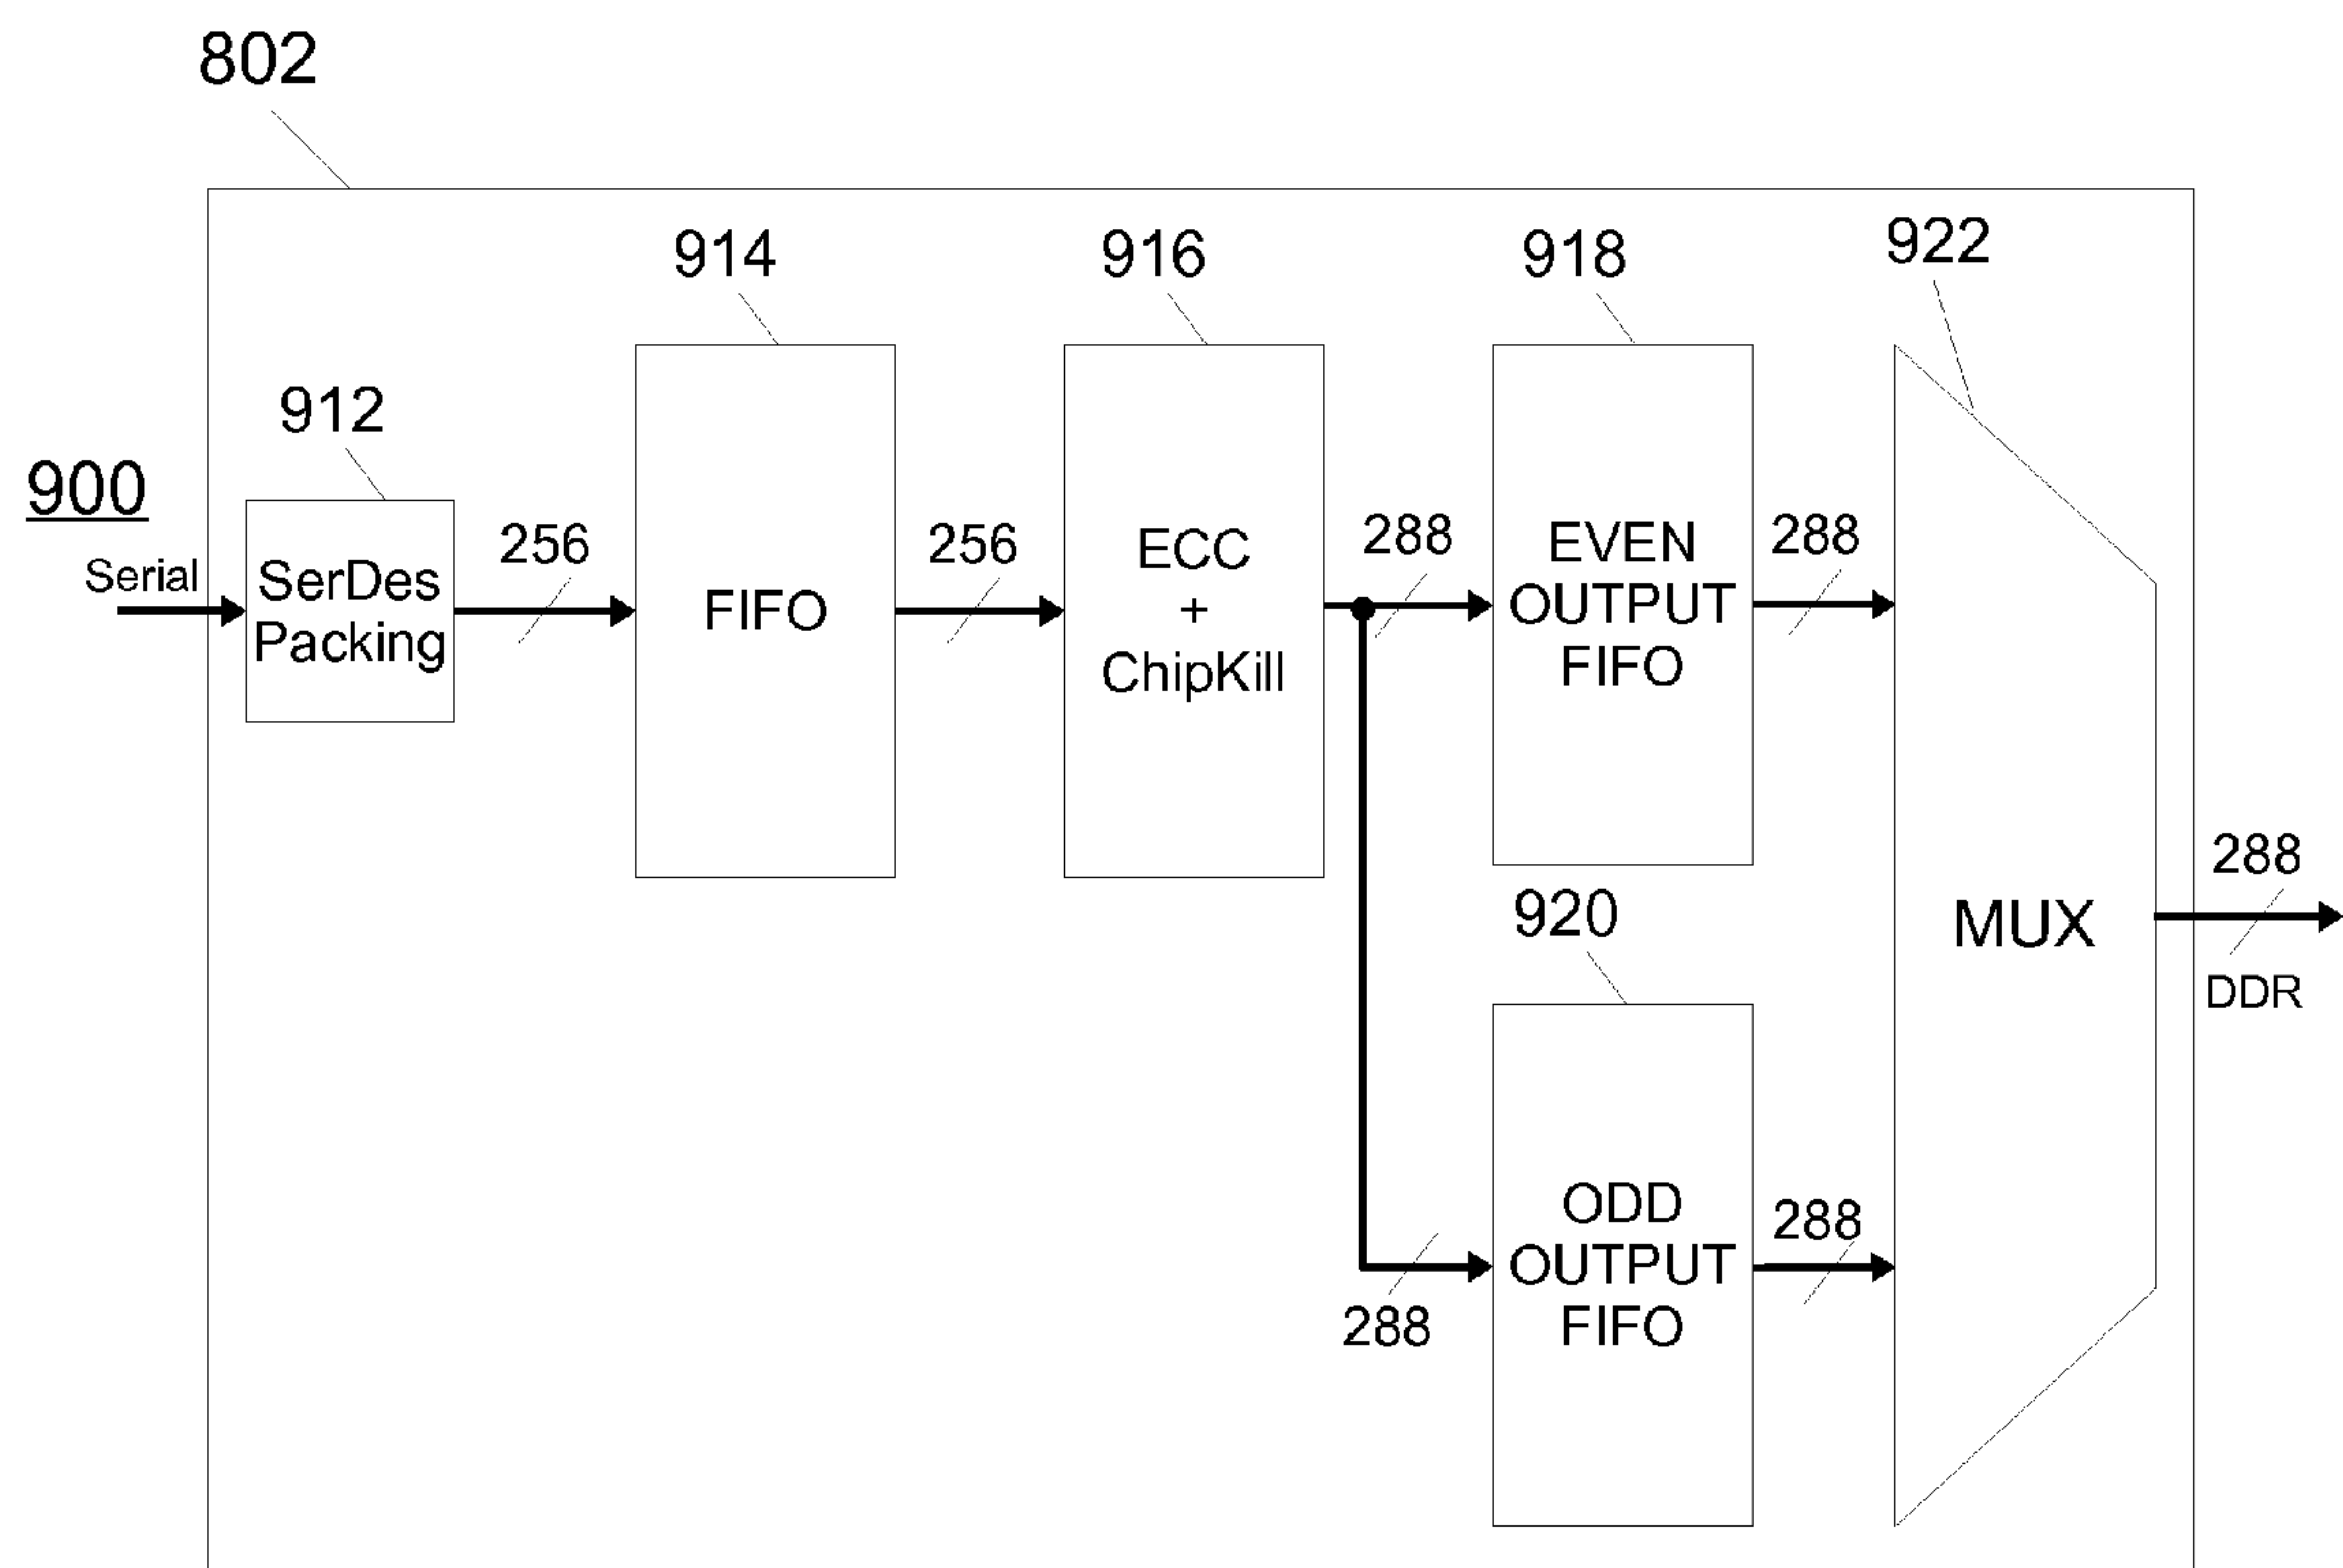 802
914
916
918
922
912
900
Serial
SerDes
Packing
256
FIFO
256
ECC
+
ChipKill
288
EVEN
OUTPUT
FIFO
288
288
920
ODD
OUTPUT
FIFO
288
MUX
288
DDR